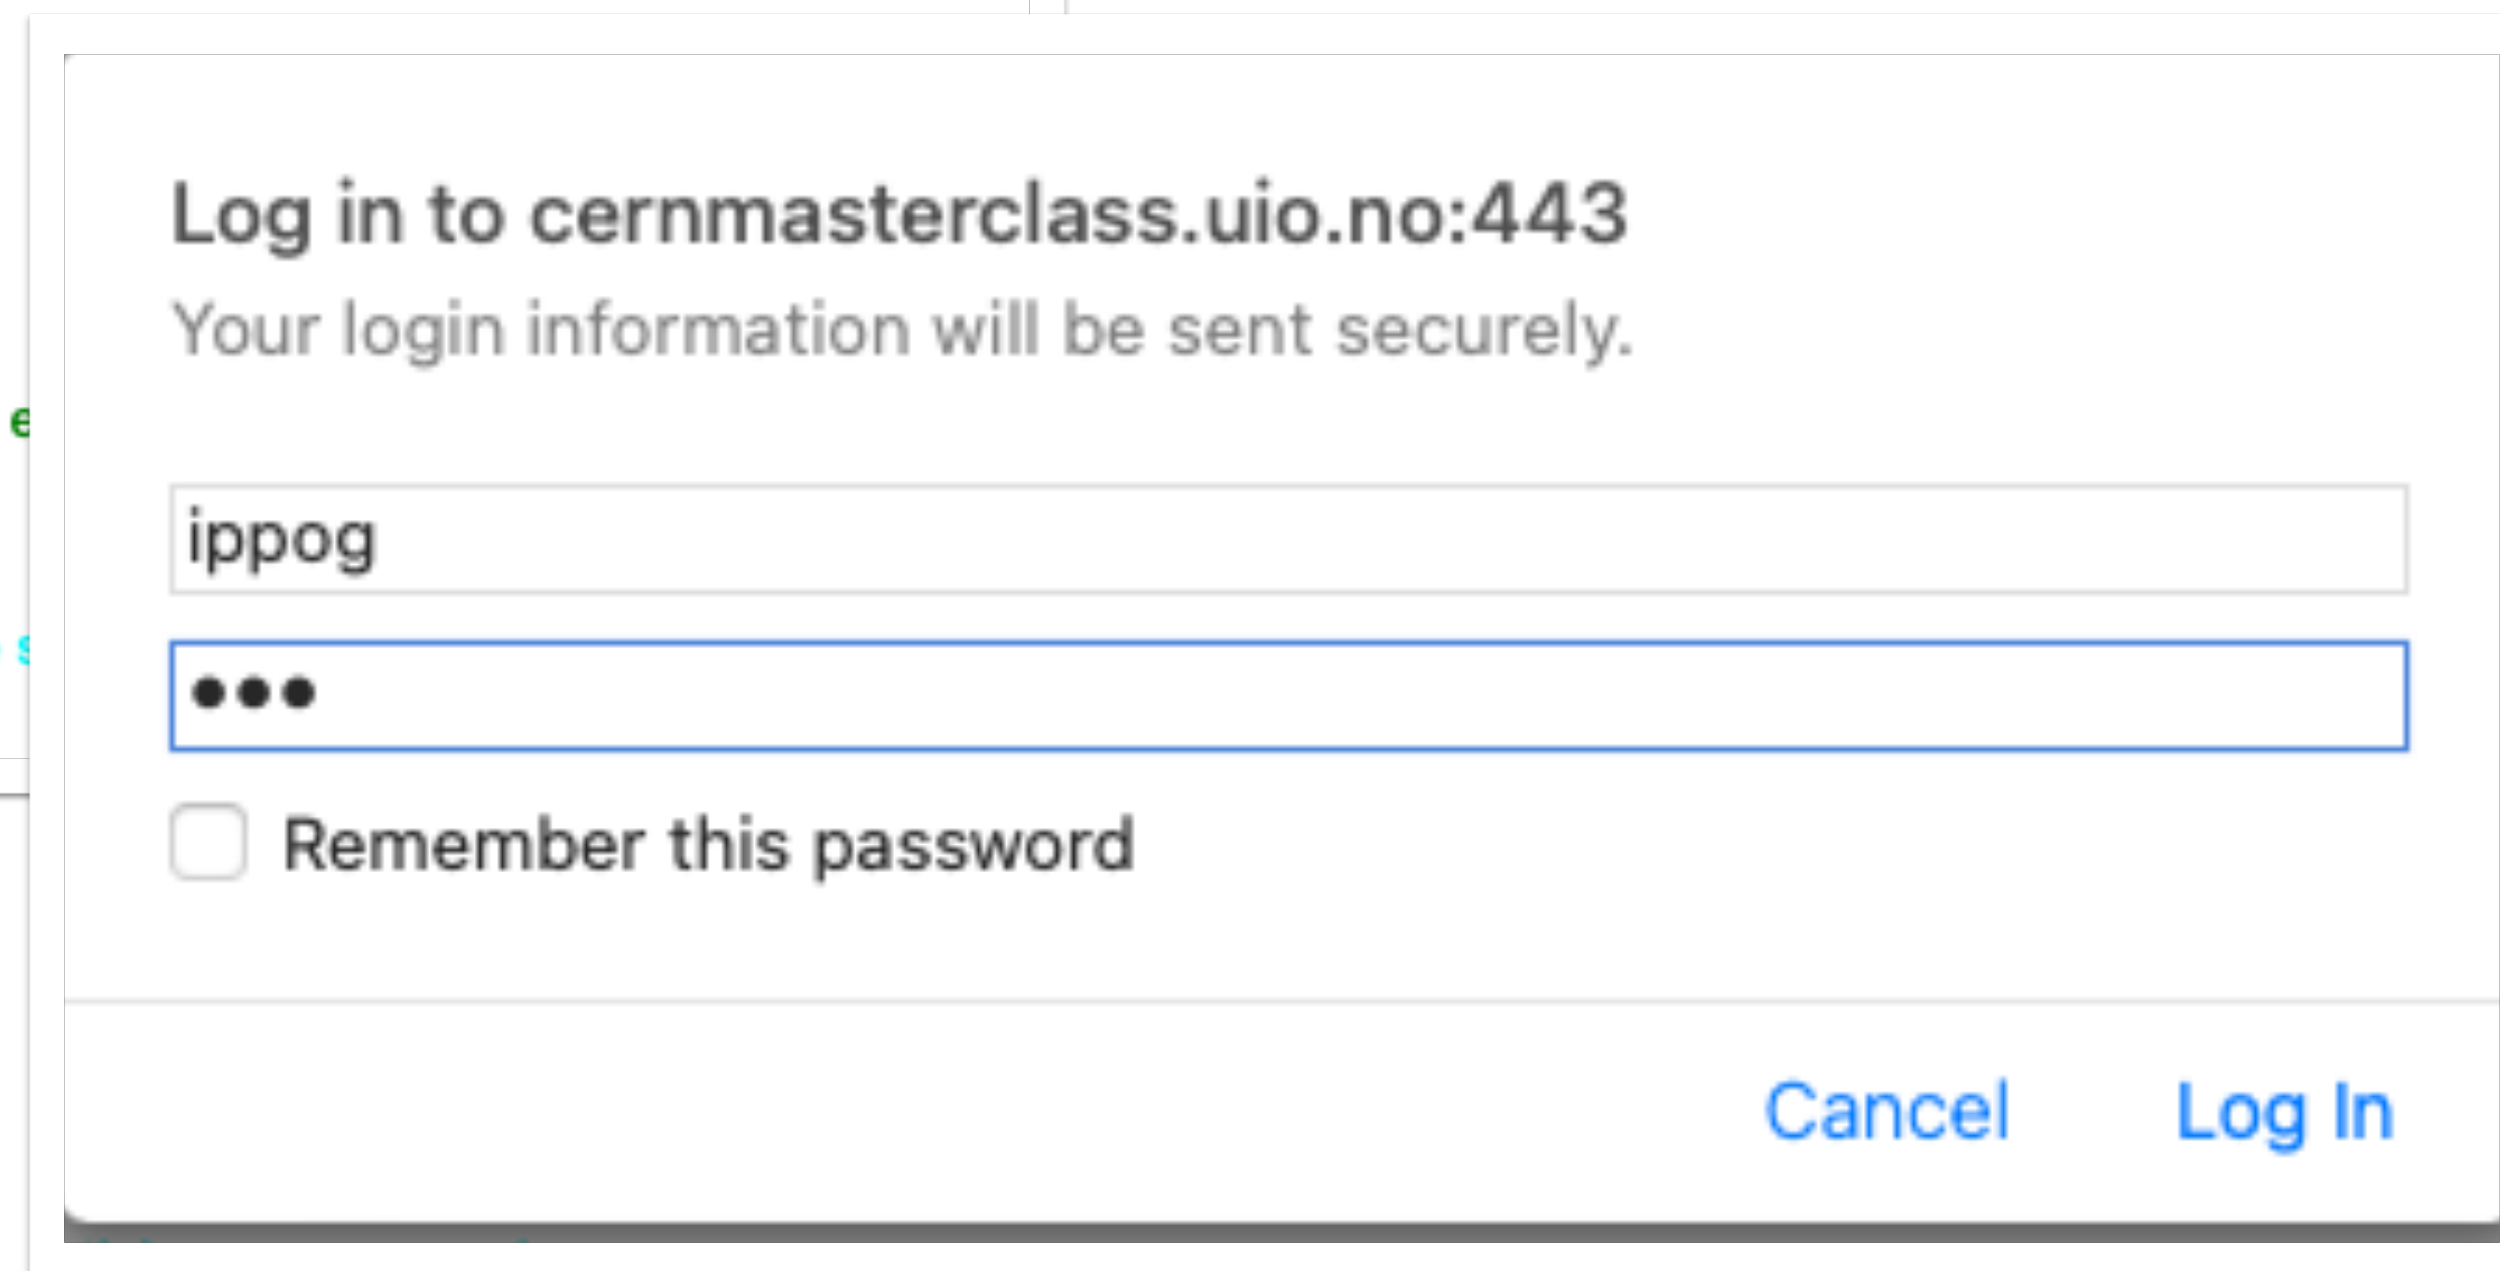 Log in to cernmasterclass.uio.no:443
Your login information will be sent securely.
ippog
•••
Remember this password
Cancel Log In